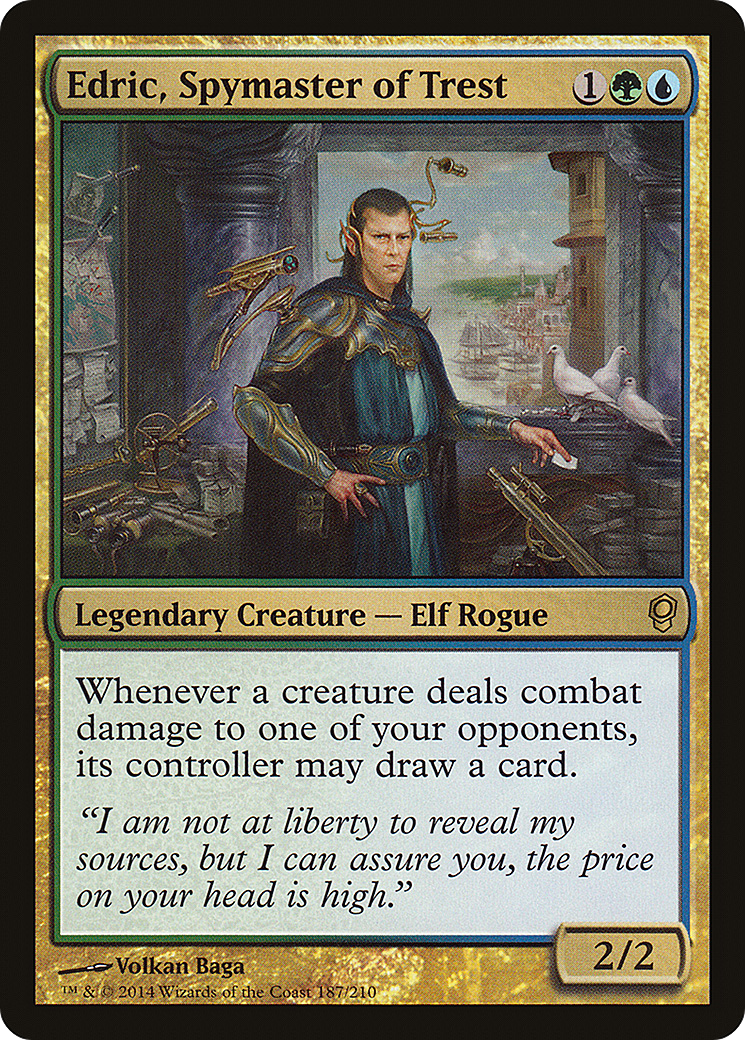 Edric, Spymaster of Trest 1
Legendary Creature — Elf Rogue
Whenever a creature deals combat
damage to one of your opponents,
its controller may draw a card.
“I am not at liberty to reveal my
sources, but I can assure you, the price
on your head is high.”
2/2
Volkan Baga
™ & © 2014 Wizards of the Coast 187/210